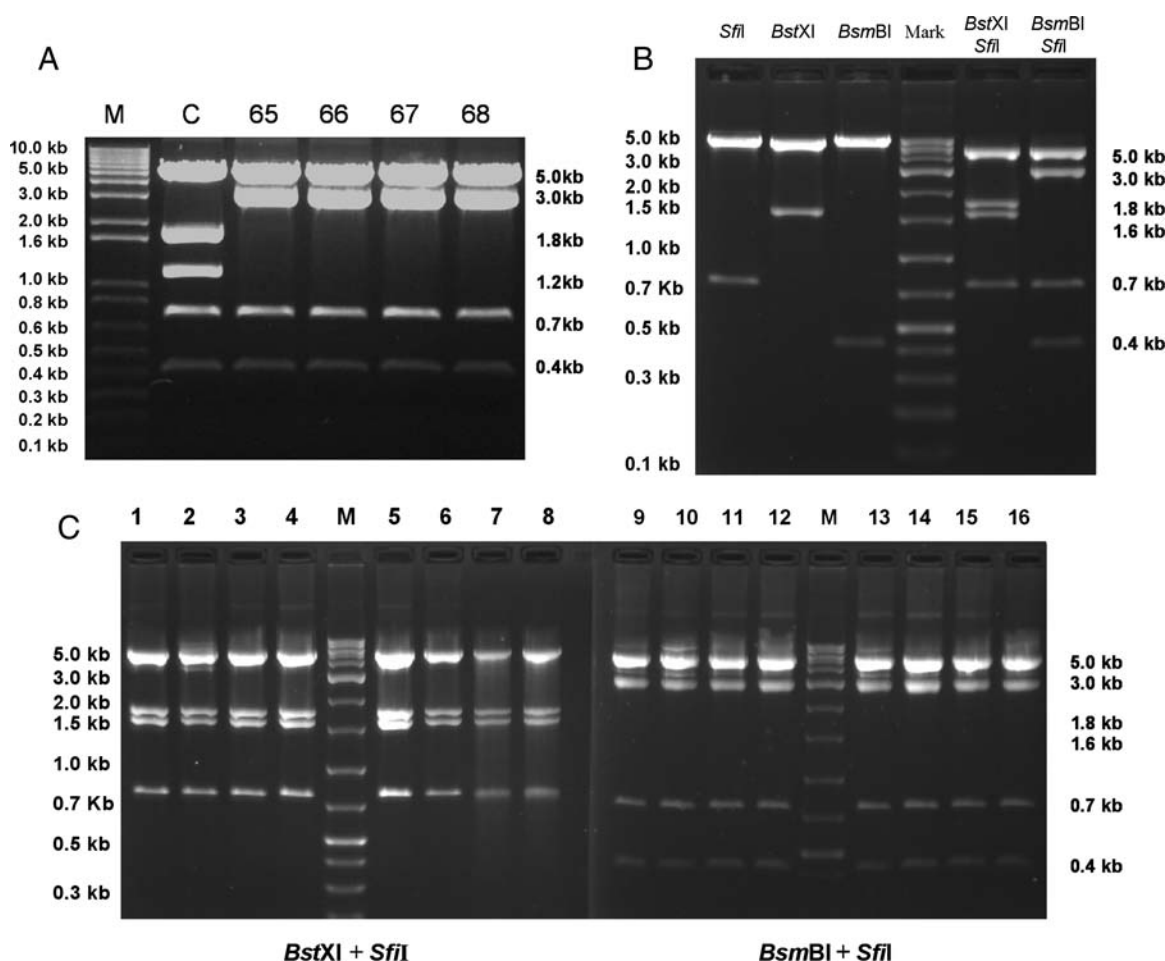 A
M C 65 66 67 68
10.0 kb
5.0 kb
3.0 kb
2.0 kb
1.6 kb
1.0 kb
0.8 kb
0.6 kb
0.5 kb
0.4 kb
0.3 kb
0.2 kb
0.1 kb
5.0kb
3.0kb
1.8kb
1.2kb
0.7kb
0.4kb
B
SfiI BstXI BsmBI Mark BstXI SfiI BsmBI SfiI
5.0 kb
3.0 kb
2.0 kb
1.5 kb
1.0 kb
0.7 Kb
0.5 kb
0.3 kb
0.1 kb
5.0 kb
3.0 kb
1.8 kb
1.6 kb
0.7 kb
0.4 kb
C
1 2 3 4 M 5 6 7 8 9 10 11 12 M 13 14 15 16
5.0 kb
3.0 kb
2.0 kb
1.5 kb
1.0 kb
0.7 Kb
0.5 kb
0.3 kb
5.0 kb
3.0 kb
1.8 kb
1.6 kb
0.7 kb
0.4 kb
BstXI + SfiI
BsmBI + SfiI